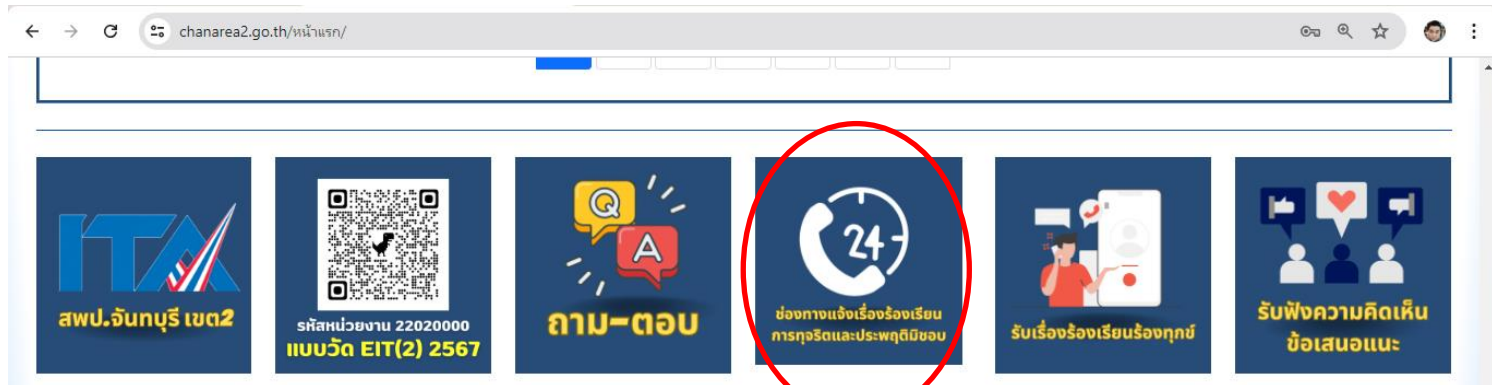 chanarea2.go.th/หน้าแรก/
ITA
สพป.จันทบุรี เขต2
รหัสหน่วยงาน 22020000
แบบวัด EIT(2) 2567
Q
A
ถาม-ตอบ
24
ช่องทางแจ้งเรื่องร้องเรียน
การทุจริตและประพฤติมิชอบ
รับเรื่องร้องเรียนร้องทุกข์
รับฟังความคิดเห็น
ข้อเสนอแนะ